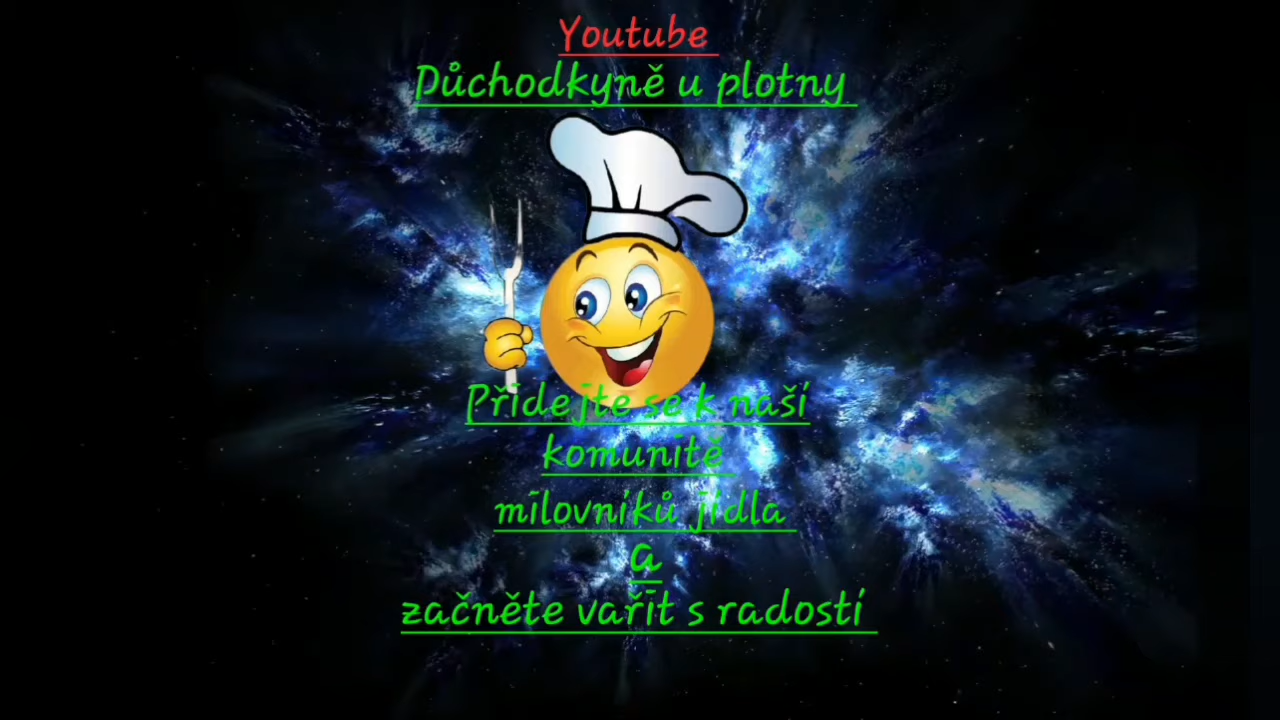 Youtube
Důchodkyně u plotny
Přidejte se k naší
komunitě
milovníků jídla
a
začněte vařit s radostí